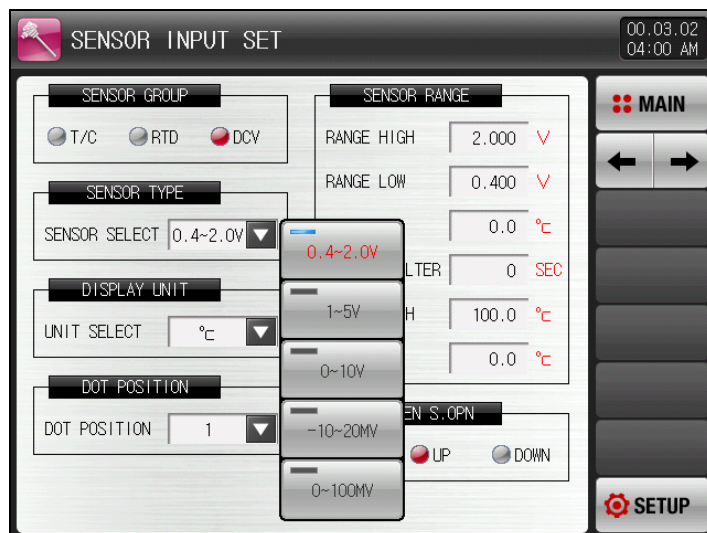 SENSOR INPUT SET
00.03.02
04:00 AM
SENSOR GROUP
T/C RTD DCV
SENSOR TYPE
SENSOR SELECT 0.4~2.0V
DISPLAY UNIT
UNIT SELECT ℃
DOT POSITION
DOT POSITION 1
0.4~2.0V
1~5V
0~10V
-10~20MV
0~100MV
SENSOR RANGE
RANGE HIGH 2.000 V
RANGE LOW 0.400 V
0.0 ℃
LTER 0 SEC
H 100.0 ℃
0.0 ℃
EN S.OPN
UP DOWN
MAIN
SETUP